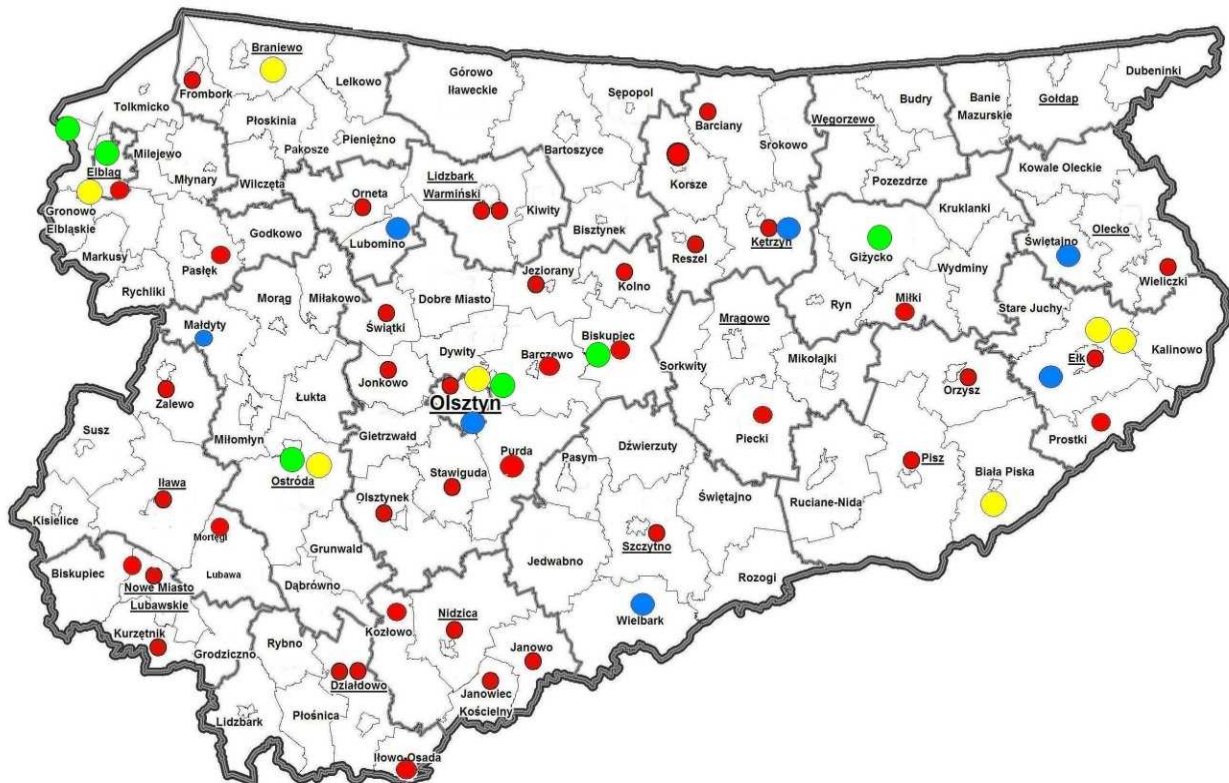 Braniewo
Frombork
Lelkowo
Górowo
Iławeckie
Sępopol
Dubeninki
Tolkmicko
Płoskinia
Pieniężno
Pakosze
Bartoszyce
Barciany
Srokowo
Węgorzewo
Budry
Banie
Mazurskie
Gołdap
Elbląg
Milejewo
Młynary
Wilczęta
Orneta
Lidzbark
Warmiński
Kiwity
Korsze
Pozezdrze
Kowale Oleckie
Gronowo
Elbląskie
Markusy
Pasłęk
Godkowo
Lubomino
Bisztynek
Reszel
Kętrzyn
Giżycko
Kruklanki
Świętajno
Olecko
Rychliki
Morąg
Miłakowo
Dobre Miasto
Jeziorany
Kolno
Ryn
Wydminy
Miłki
Wieliczki
Stare Juchy
Małdyty
Świątki
Dywity
Barczewo
Biskupiec
Mrągowo
Sorkwity
Mikołajki
Ełk
Kalinowo
Zalewo
Jonkowo
Olsztyn
Orzysz
Susz
Łukta
Miłomłyn
Gietrzwałd
Purda
Dźwierzuty
Piecki
Prostki
Iława
Ostróda
Stawiguda
Pasym
Pisz
Biała Piska
Kisielice
Olsztynek
Świętajno
Ruciane-Nida
Mortęgi
Grunwald
Szczytno
Biskupiec
Lubawa
Dąbrówno
Jedwabno
Rozogi
Nowe Miasto
Lubawskie
Kurzętnik
Grodziczno
Rybno
Kozłowo
Nidzica
Janowo
Wielbark
Działdowo
Janowiec
Kościelny
Lidzbark
Płośnica
Iłowo-Osada